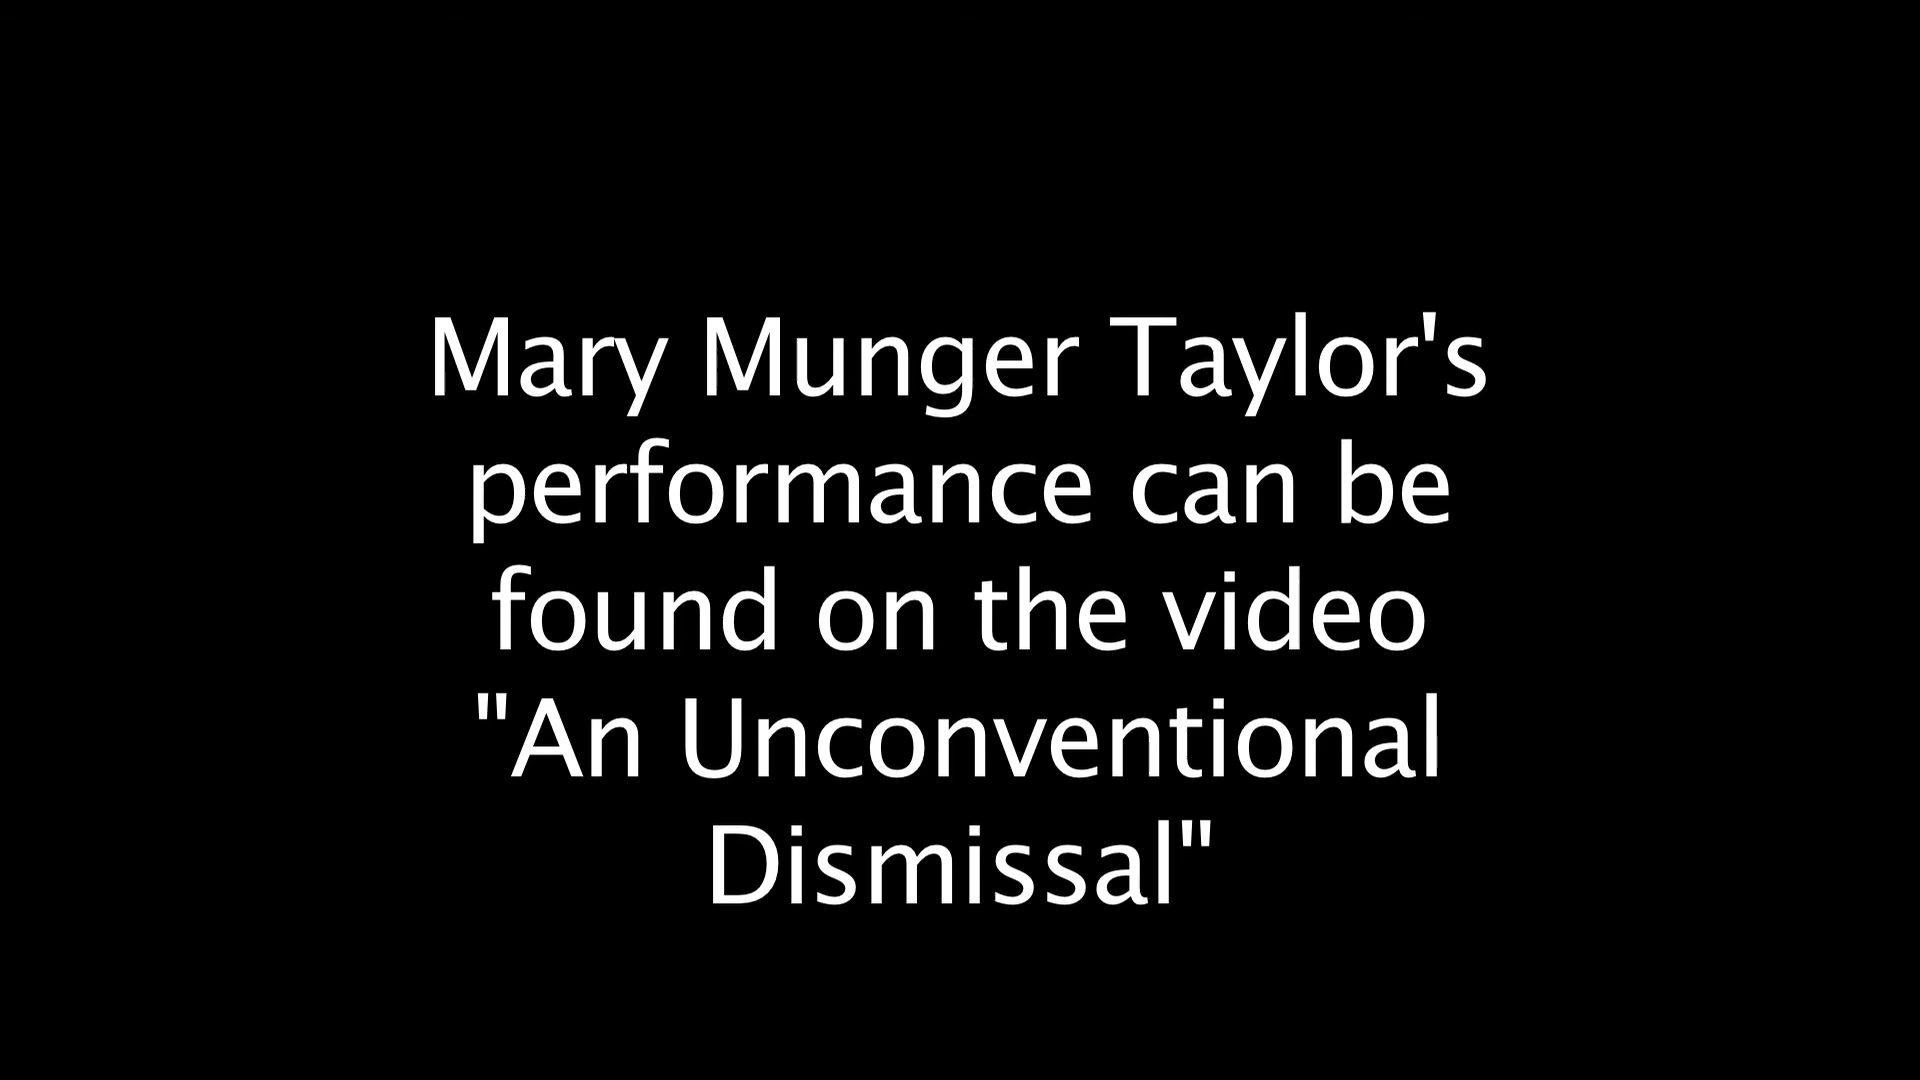 Mary Munger Taylor's
performance can be
found on the video
"An Unconventional
Dismissal"